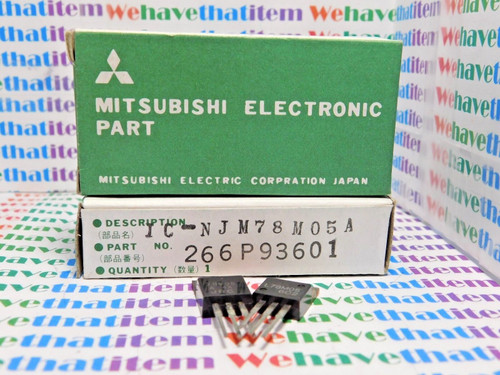 MITSUBISHI ELECTRONIC
PART
MITSUBISHI ELECTRIC CORPRATION JAPAN
● DESCRIPTION IC-NJM78M05A
(部品名)
● PART NO. 266P93601
(部品番号)
● QUANTITY (数量) 1
Wehavethatitem